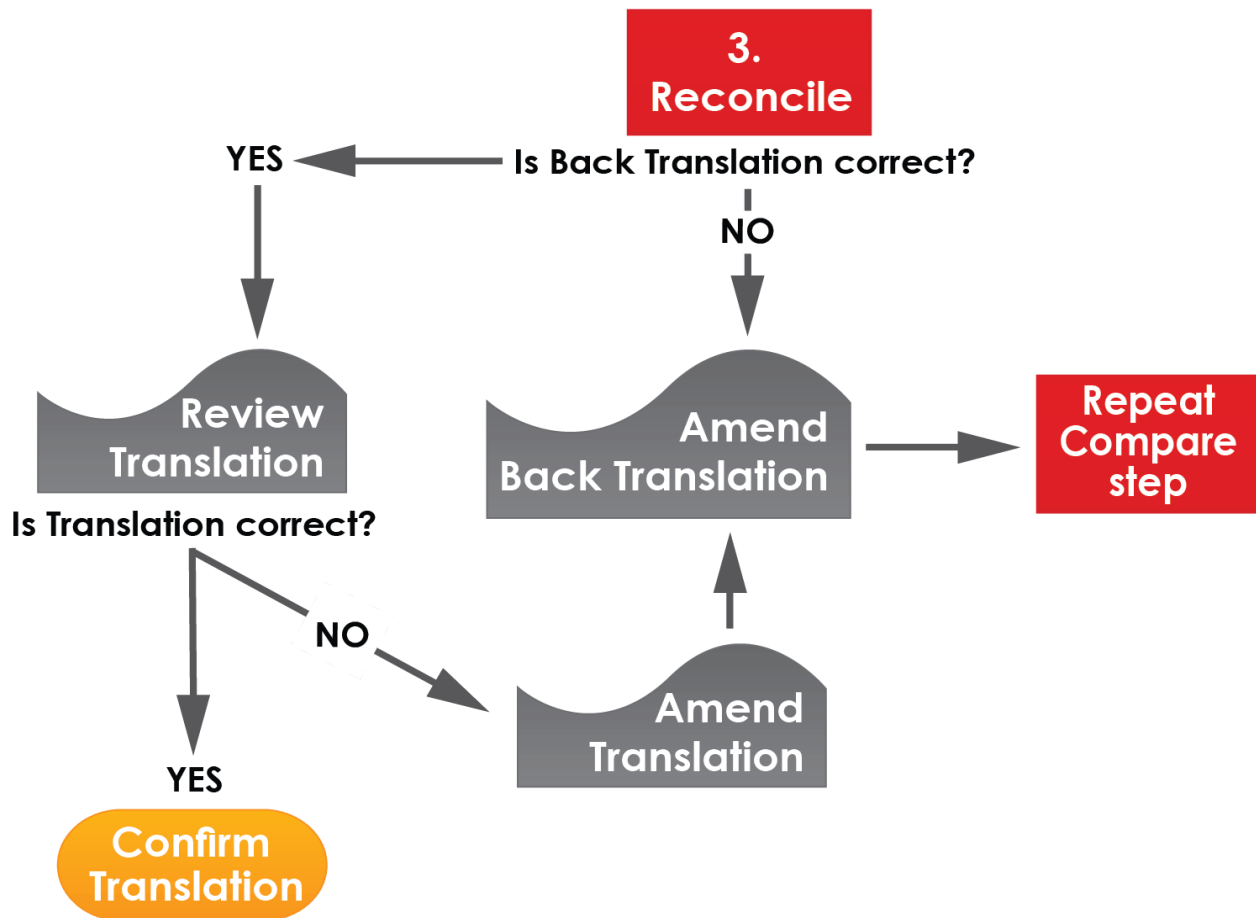 3.
Reconcile
YES
Is Back Translation correct?
NO
Review
Translation
Amend
Back Translation
Repeat
Compare
step
Is Translation correct?
NO
Amend
Translation
YES
Confirm
Translation